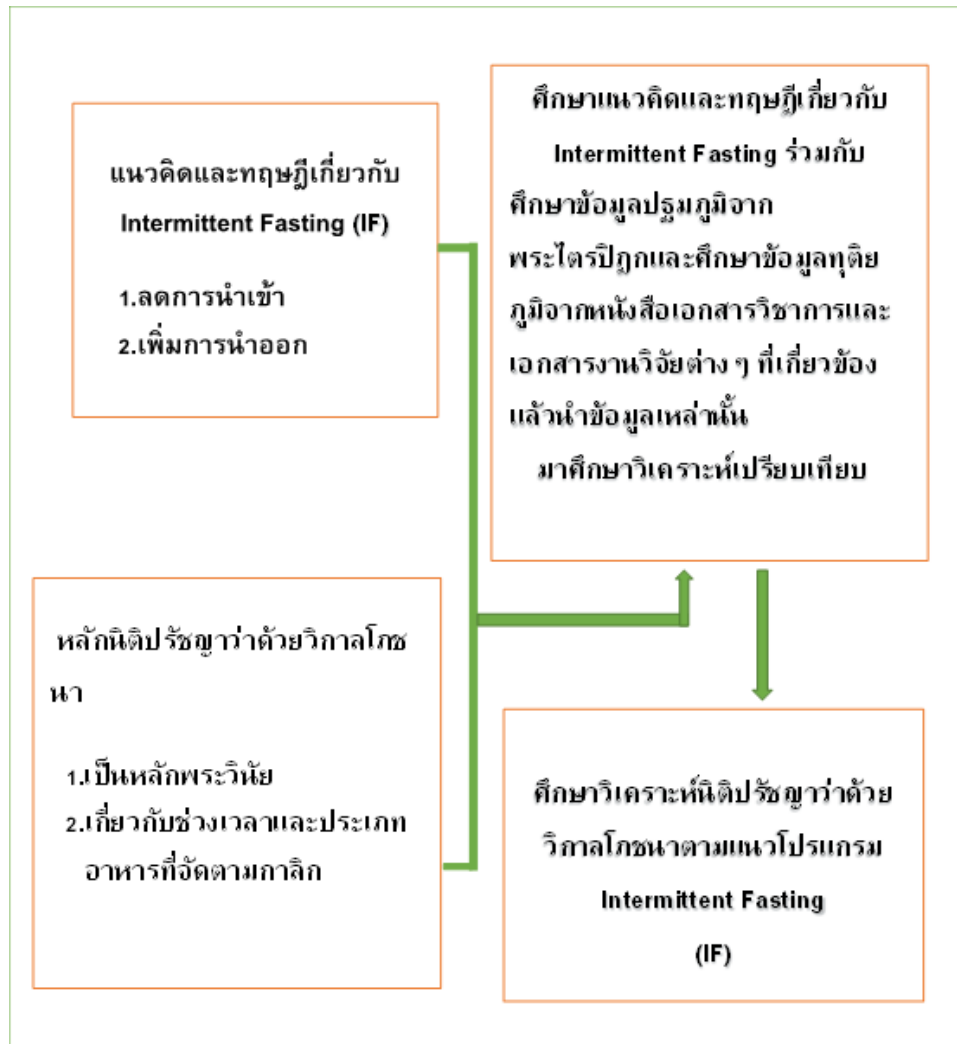 แนวคิดและทฤษฎีเกี่ยวกับ
Intermittent Fasting (IF)
1.ลดการนำเข้า
2.เพิ่มการนำออก
หลักนิติปรัชญาว่าด้วยวิกาลโภช
นา
1.เป็นหลักพระวินัย
2.เกี่ยวกับช่วงเวลาและประเภท
อาหารที่จัดตามกาลิก
ศึกษาแนวคิดและทฤษฎีเกี่ยวกับ
Intermittent Fasting ร่วมกับ
ศึกษาข้อมูลปฐมภูมิจาก
พระไตรปิฎกและศึกษาข้อมูลทุติย
ภูมิจากหนังสือเอกสารวิชาการและ
เอกสารงานวิจัยต่าง ๆ ที่เกี่ยวข้อง
แล้วนำข้อมูลเหล่านั้น
มาศึกษาวิเคราะห์เปรียบเทียบ
ศึกษาวิเคราะห์นิติปรัชญาว่าด้วย
วิกาลโภชนาตามแนวโปรแกรม
Intermittent Fasting
(IF)